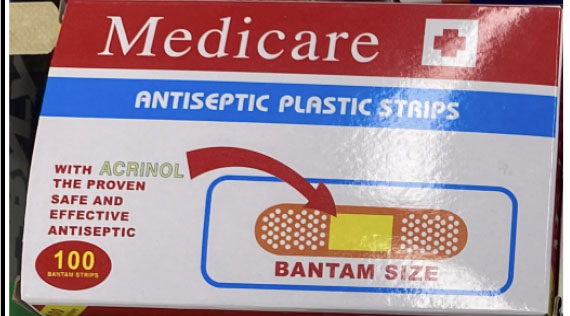 Medicare
ANTISEPTIC PLASTIC STRIPS
WITH ACRINOL
THE PROVEN
SAFE AND
EFFECTIVE
ANTISEPTIC
100
BANTAM STRIPS
BANTAM SIZE